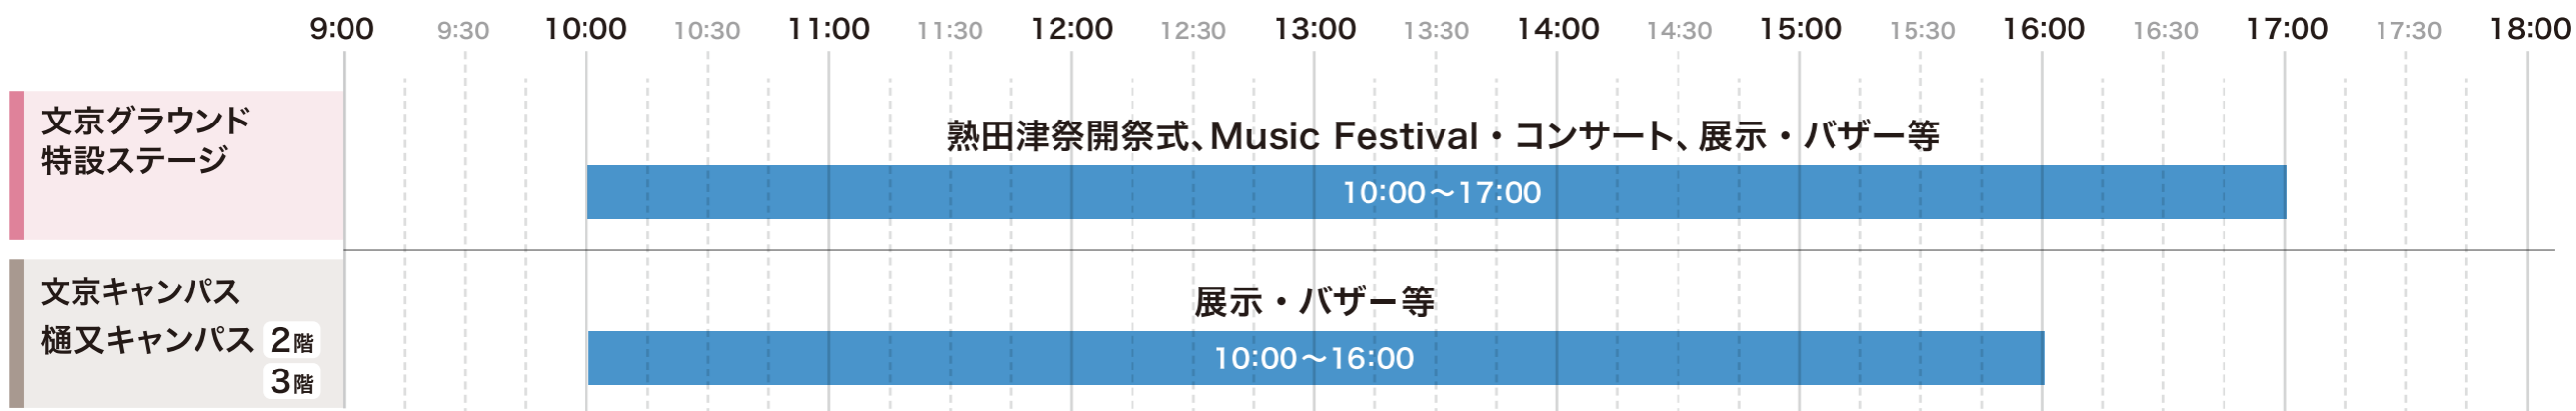 9:00 9:30 10:00 10:30 11:00 11:30 12:00 12:30 13:00 13:30 14:00 14:30 15:00 15:30 16:00 16:30 17:00 17:30 18:00
文京グラウンド
特設ステージ
熟田津祭開祭式、Music Festival・コンサート、展示・バザー等
10:00～17:00
文京キャンパス
樋又キャンパス 2階
3階
展示・バザー等
10:00～16:00